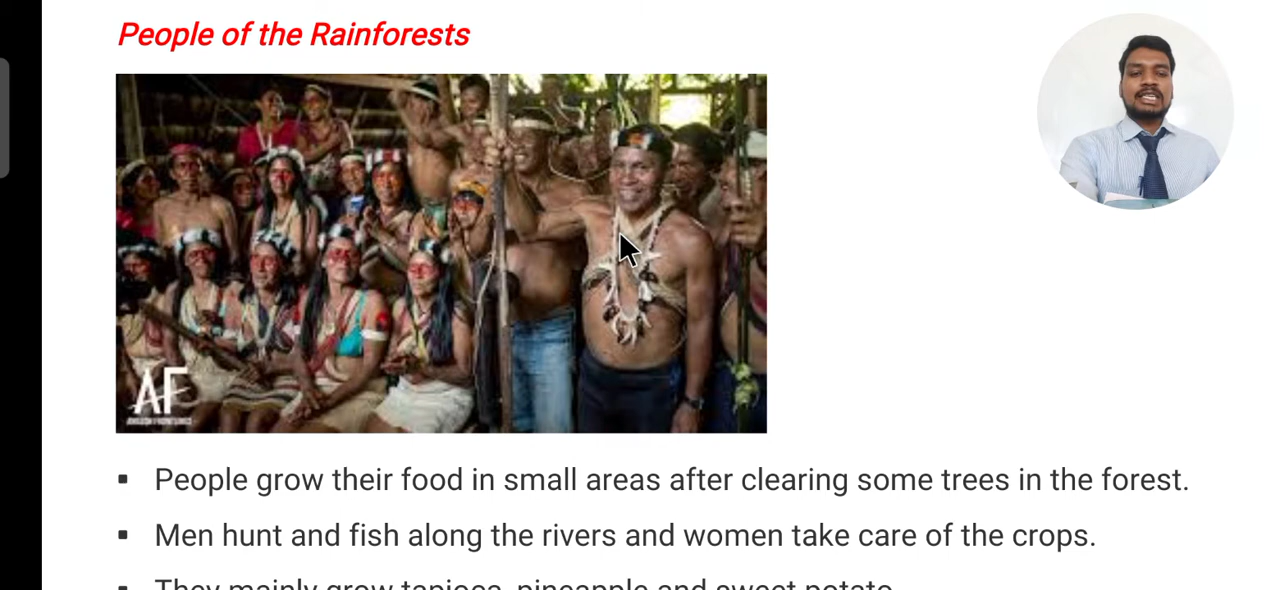 People of the Rainforests
AF
▪ People grow their food in small areas after clearing some trees in the forest.
▪ Men hunt and fish along the rivers and women take care of the crops.
▪ They mainly grow tapioca, pineapple and sweet potato.